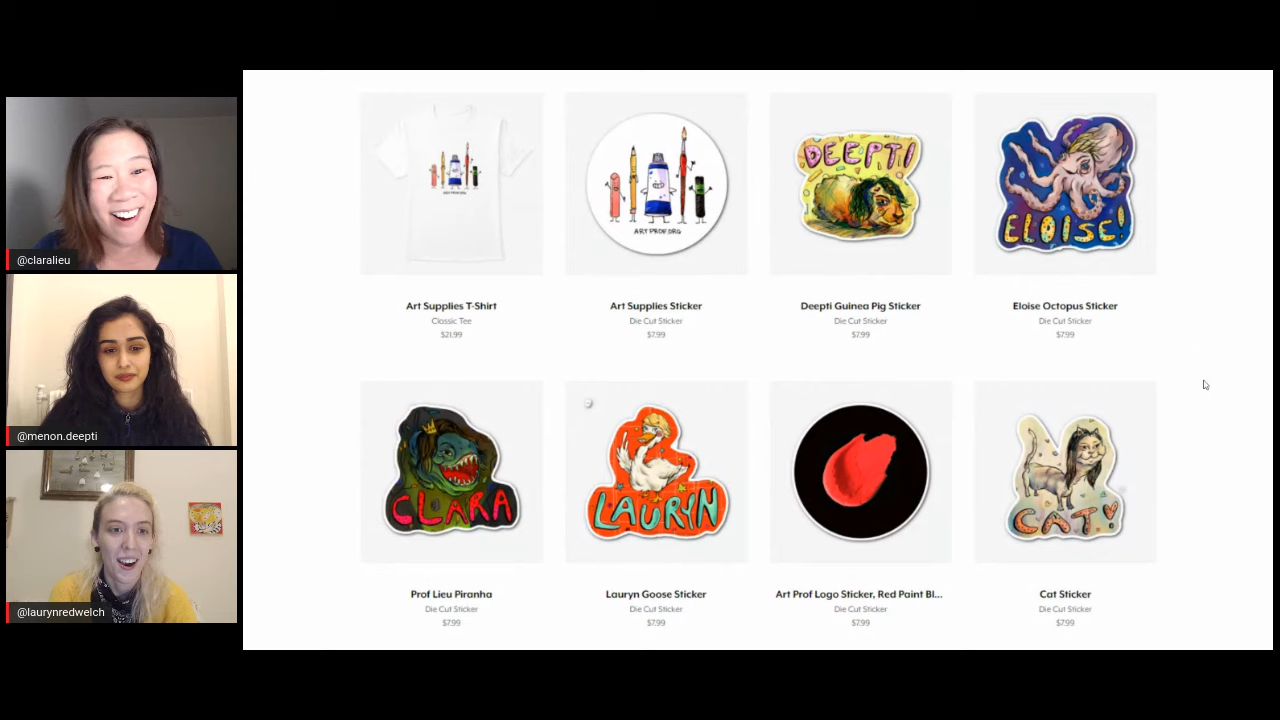 @claralieu
@menon.deepti
@laurynredwelch
ARTPROF.ORG
ART PROF.ORG
DEEPTI
ELOISE!
Art Supplies T-Shirt
Classic Tee
$21.99
Art Supplies Sticker
Die Cut Sticker
$7.99
Deepti Guinea Pig Sticker
Die Cut Sticker
$7.99
Eloise Octopus Sticker
Die Cut Sticker
$7.99
CLARA
LAURYN
CAT
Prof Lieu Piranha
Die Cut Sticker
$7.99
Lauryn Goose Sticker
Die Cut Sticker
$7.99
Art Prof Logo Sticker, Red Paint Bl...
Die Cut Sticker
$7.99
Cat Sticker
Die Cut Sticker
$7.99